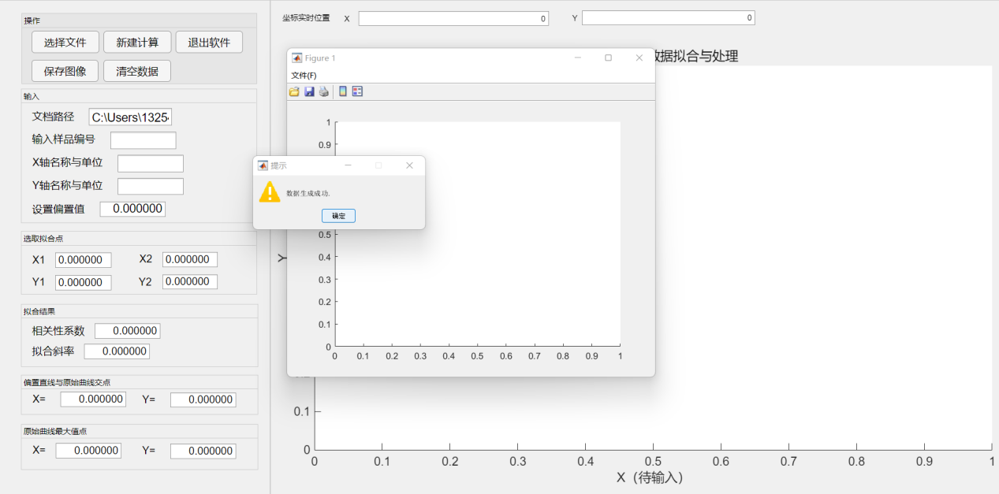 操作
选择文件 新建计算 退出软件
保存图像 清空数据
输入
文档路径 C:\Users\1325
输入样品编号
X轴名称与单位
Y轴名称与单位
设置偏置值 0.000000
选取拟合点
X1 0.000000 X2 0.000000
Y1 0.000000 Y2 0.000000
拟合结果
相关性系数 0.000000
拟合斜率 0.000000
偏置直线与原始曲线交点
X= 0.000000 Y= 0.000000
原始曲线最大值点
X= 0.000000 Y= 0.000000
坐标实时位置 X 0 Y 0
数据拟合与处理
Figure 1
文件(F)
1
0.9
提示
数据生成成功.
确定
0.5
0.4
0.3
0.2
0.1
0
0 0.1 0.2 0.3 0.4 0.5 0.6 0.7 0.8 0.9 1
Y
0.1
0
0 0.1 0.2 0.3 0.4 0.5 0.6 0.7 0.8 0.9 1
X（待输入）